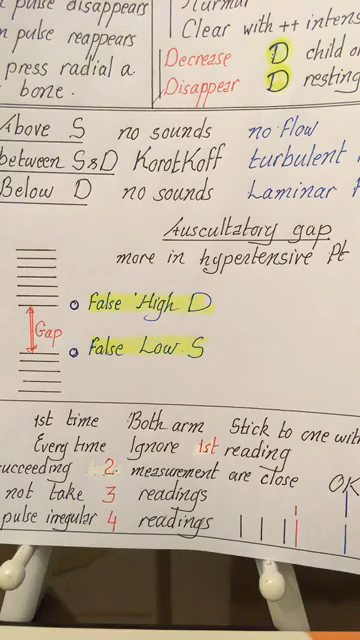 pulse disappears
pulse reappears
press radial a.
bone.
Normal
Clear with ++ intens
Decrease D child o
Disappear D resting
Above S no sounds no flow
between S&D Korotkoff turbulent
Below D no sounds Laminar
Auscultatory gap
more in hypertensive Pt
Gap
False High D
False Low S
1st time Both arm Stick to one with
Every time Ignore 1st reading
succeeding 2 measurement are close
not take 3 readings
pulse irregular 4 readings
OK